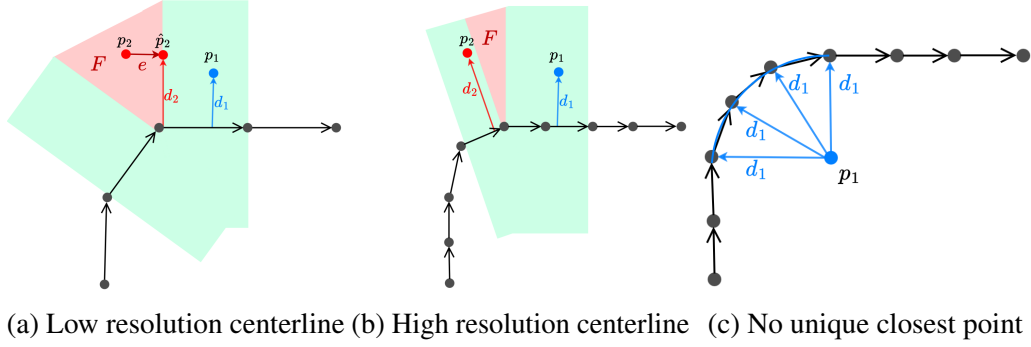 p₂ p̂₂ p₁
F e
d₂ d₁
p₂ F p₁
d₂ d₁
d₁ d₁
d₁
d₁
p₁
(a) Low resolution centerline (b) High resolution centerline (c) No unique closest point